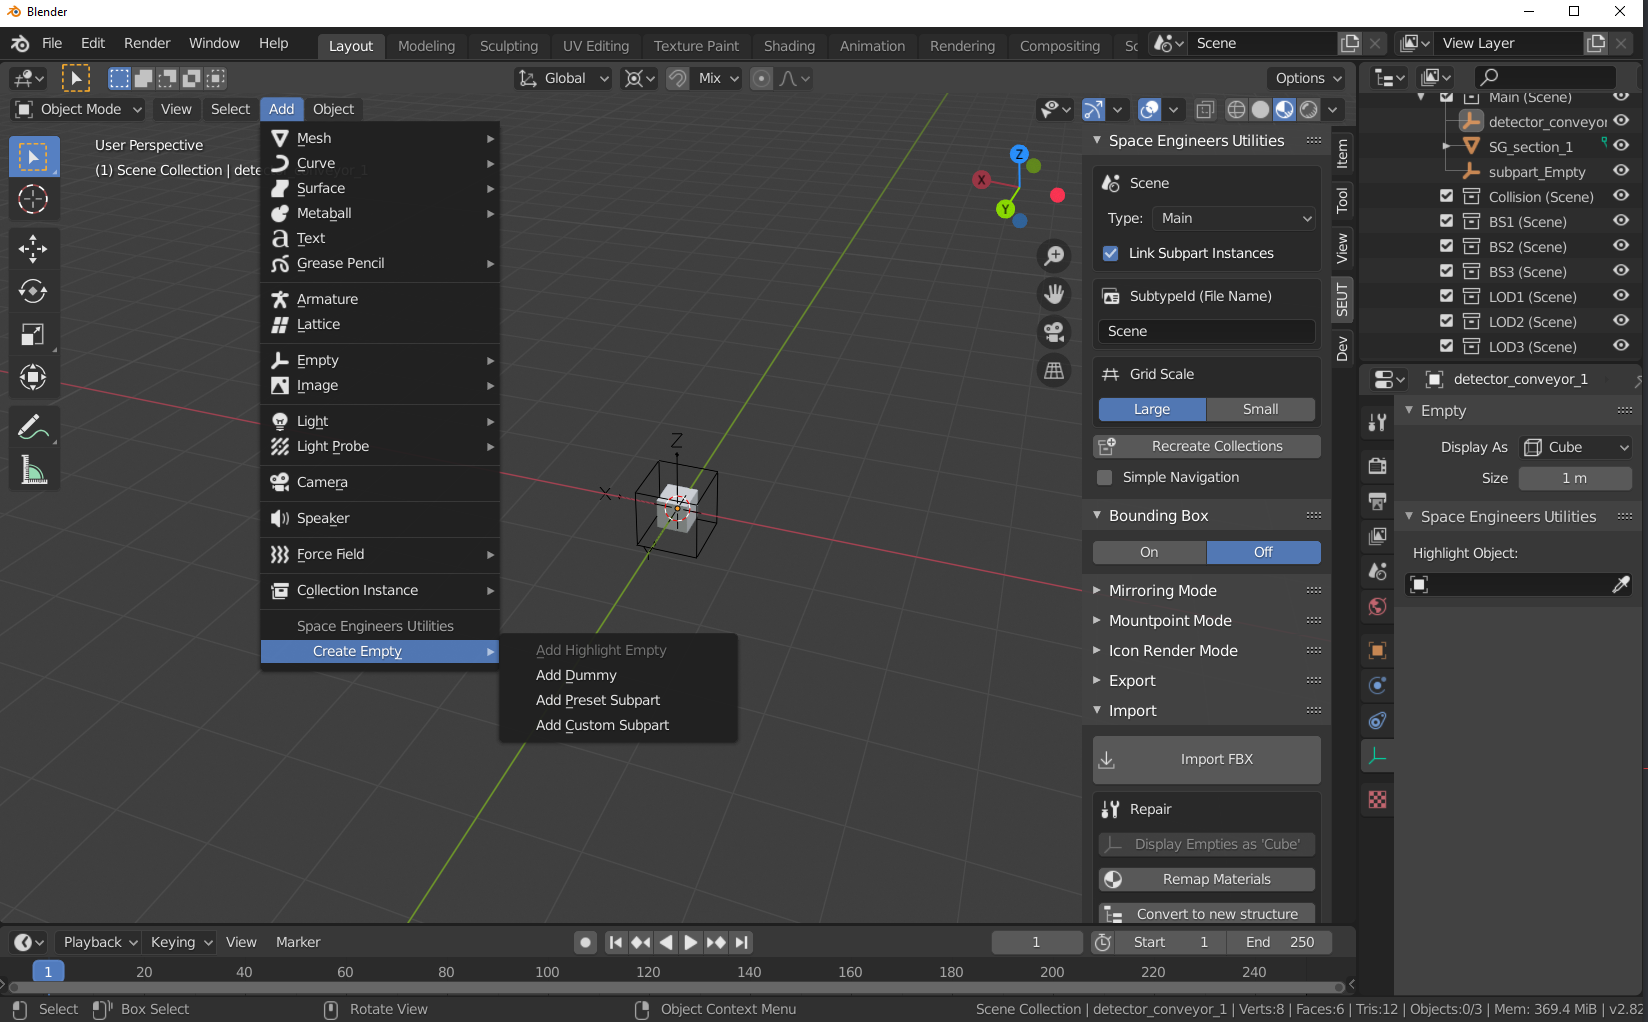 Blender
File Edit Render Window Help
Layout Modeling Sculpting UV Editing Texture Paint Shading Animation Rendering Compositing Sc
Scene
View Layer
Global
Mix
Options
Object Mode View Select Add Object
User Perspective
(1) Scene Collection | dete
Mesh
Curve
Surface
Metaball
Text
Grease Pencil
Armature
Lattice
Empty
Image
Light
Light Probe
Camera
Speaker
Force Field
Collection Instance
Space Engineers Utilities
Create Empty
Add Highlight Empty
Add Dummy
Add Preset Subpart
Add Custom Subpart
Z
X
Y
Z
X
Y
Space Engineers Utilities
Scene
Type: Main
Link Subpart Instances
SubtypeId (File Name)
Scene
Grid Scale
Large Small
Recreate Collections
Simple Navigation
Bounding Box
On Off
Mirroring Mode
Mountpoint Mode
Icon Render Mode
Export
Import
Import FBX
Repair
Display Empties as 'Cube'
Remap Materials
Convert to new structure
Item
Tool
View
SEUT
Dev
Main (Scene)
detector_conveyor
SG_section_1
subpart_Empty
Collision (Scene)
BS1 (Scene)
BS2 (Scene)
BS3 (Scene)
LOD1 (Scene)
LOD2 (Scene)
LOD3 (Scene)
detector_conveyor_1
Empty
Display As Cube
Size 1 m
Space Engineers Utilities
Highlight Object:
Playback Keying View Marker
1
Start 1
End 250
1 20 40 60 80 100 120 140 160 180 200 220 240
Select Box Select Rotate View Object Context Menu
Scene Collection | detector_conveyor_1 | Verts:8 | Faces:6 | Tris:12 | Objects:0/3 | Mem: 369.4 MiB | v2.82